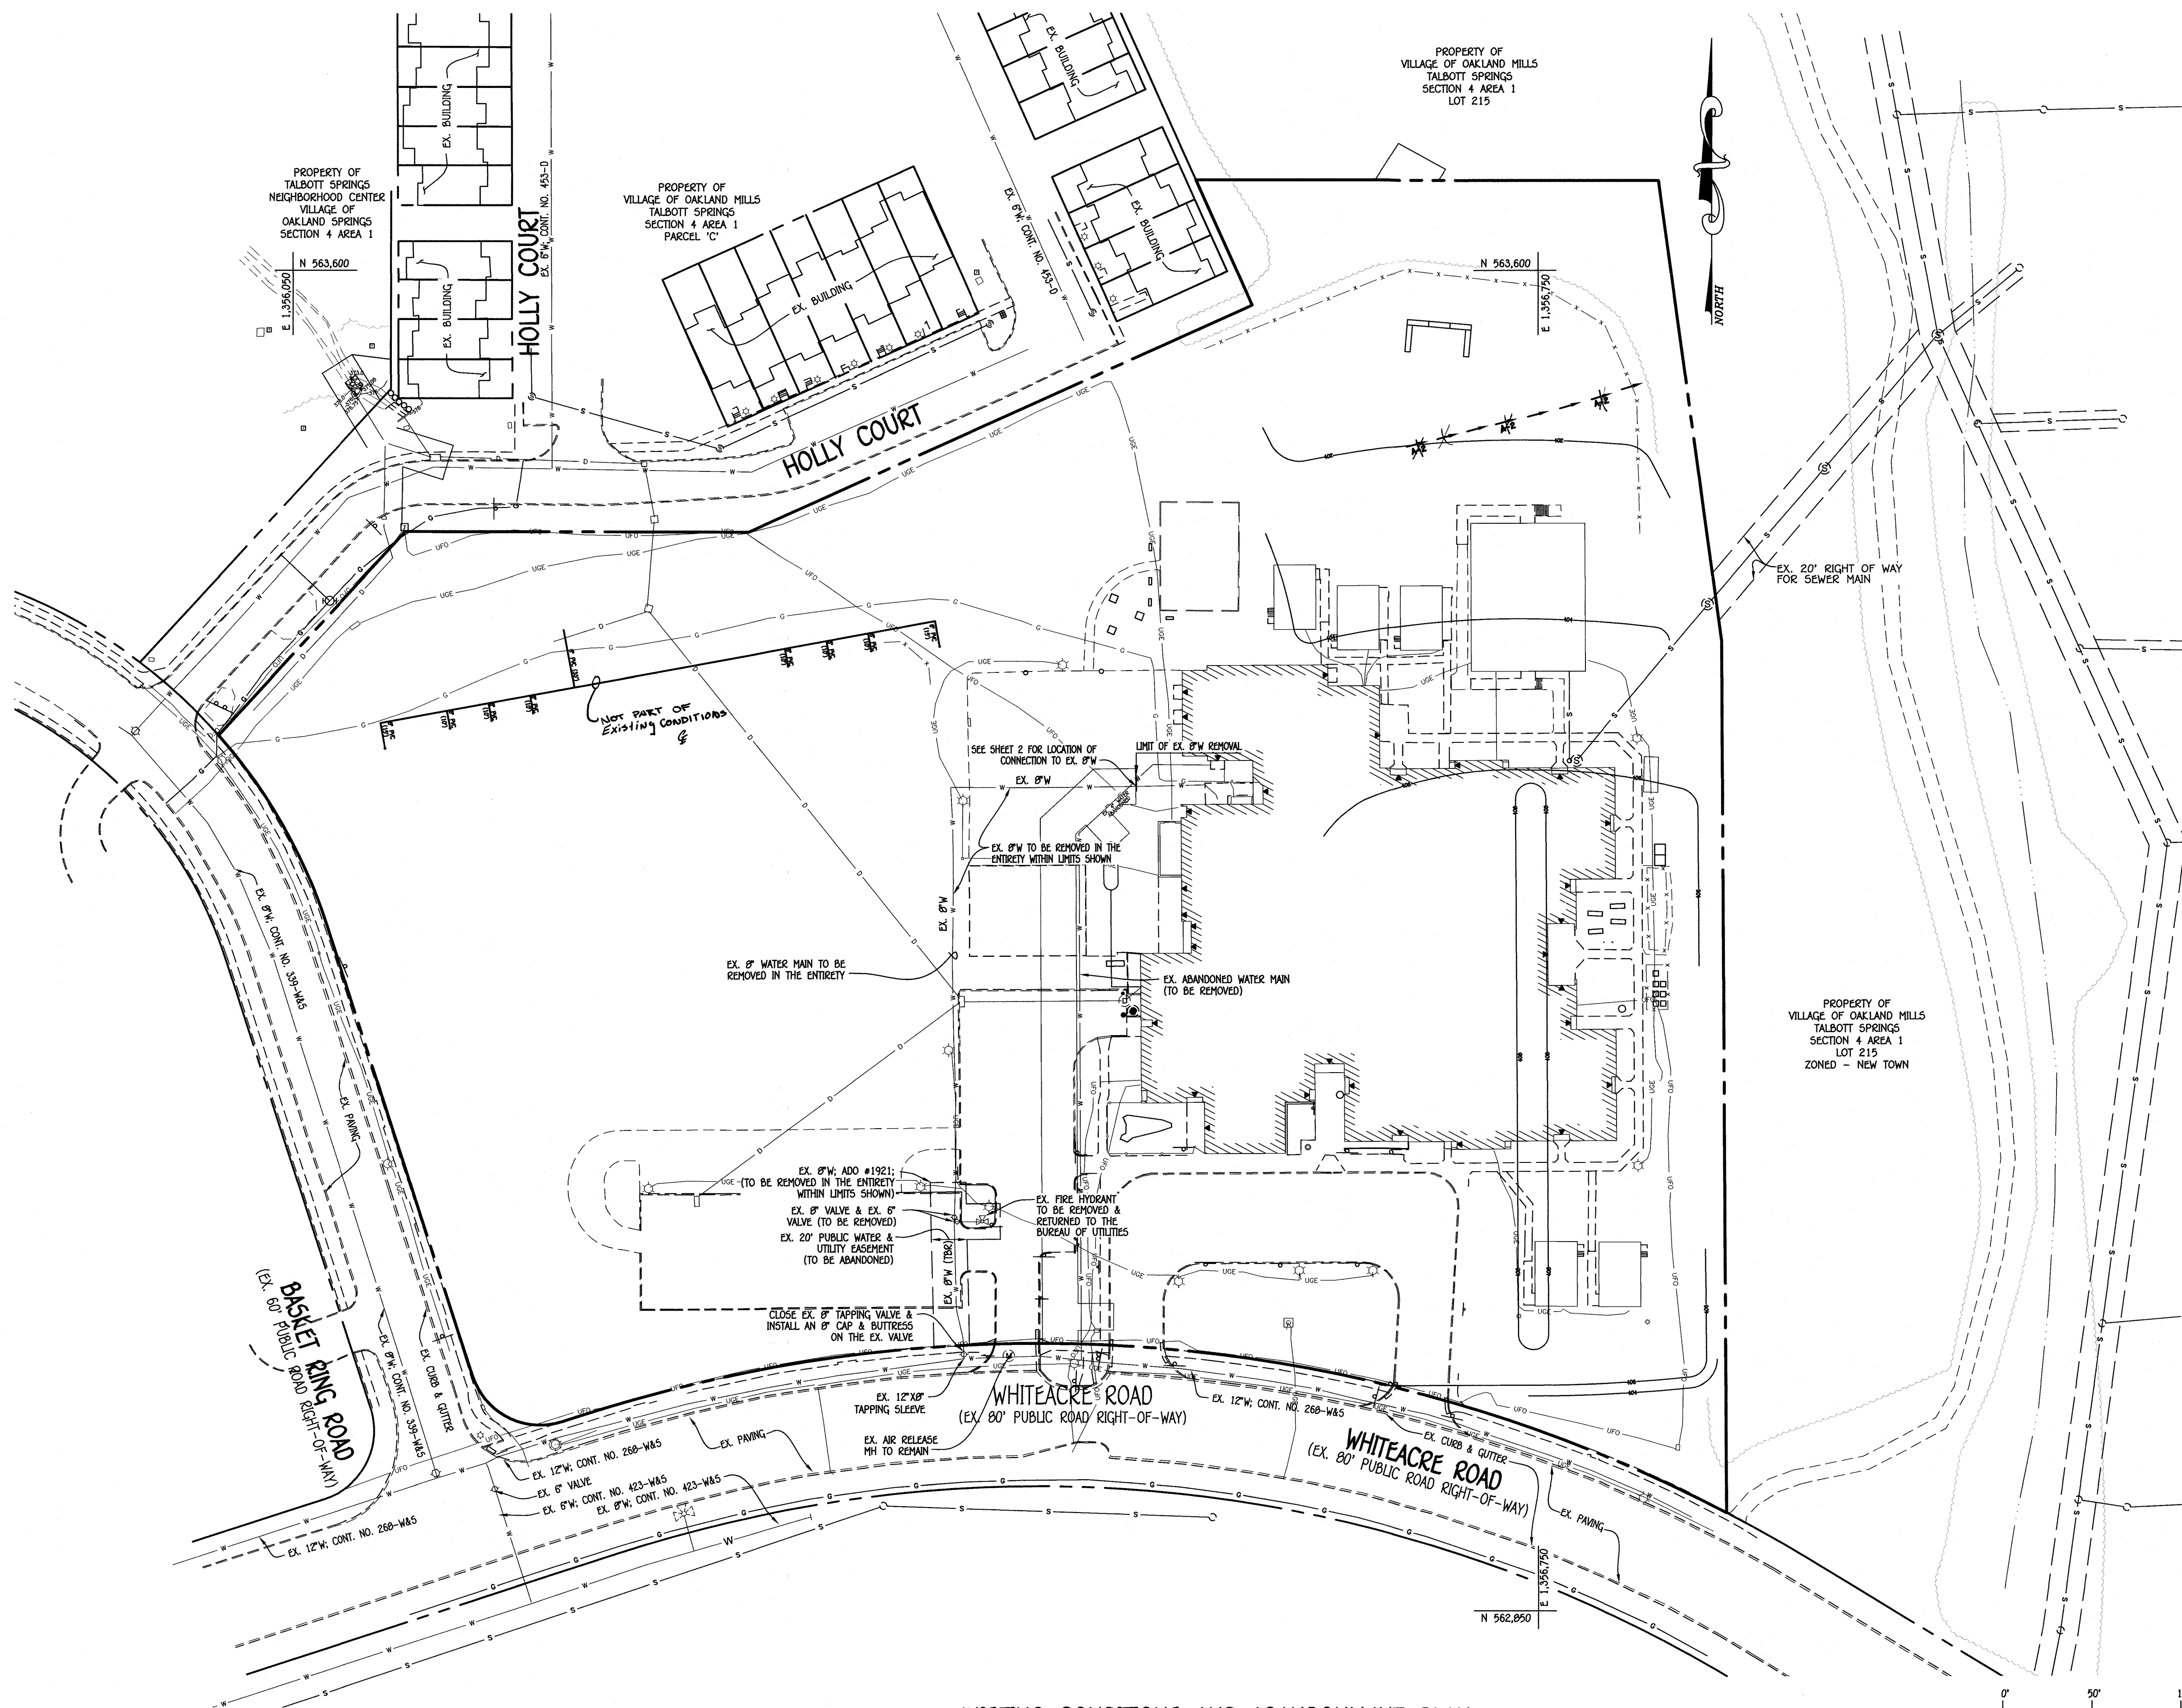 PROPERTY OF
VILLAGE OF OAKLAND MILLS
TALBOTT SPRINGS
SECTION 4 AREA 1
LOT 215
NORTH
EX. BUILDING
EX. BUILDING
PROPERTY OF
TALBOTT SPRINGS
NEIGHBORHOOD CENTER
VILLAGE OF
OAKLAND SPRINGS
SECTION 4 AREA 1
N 563,600
E 1,356,050
EX. BUILDING
HOLLY COURT
EX. 6"W; CONT. NO. 453-D
PROPERTY OF
VILLAGE OF OAKLAND MILLS
TALBOTT SPRINGS
SECTION 4 AREA 1
PARCEL 'C'
EX. BUILDING
EX. 6"W; CONT. NO. 453-D
EX. BUILDING
N 563,600
E 1,356,750
HOLLY COURT
EX. 20' RIGHT OF WAY
FOR SEWER MAIN
NOT PART OF
Existing CONDITIONS
SEE SHEET 2 FOR LOCATION OF
CONNECTION TO EX. 8"W
LIMIT OF EX. 8"W REMOVAL
EX. 8"W
EX. 8"W TO BE REMOVED IN THE
ENTIRETY WITHIN LIMITS SHOWN
EX. 8"W
EX. 8"W; CONT. NO. 339-W&S
EX. 8" WATER MAIN TO BE
REMOVED IN THE ENTIRETY
EX. ABANDONED WATER MAIN
(TO BE REMOVED)
PROPERTY OF
VILLAGE OF OAKLAND MILLS
TALBOTT SPRINGS
SECTION 4 AREA 1
LOT 215
ZONED - NEW TOWN
EX. PAVING
EX. 8"W; ADO #1921;
(TO BE REMOVED IN THE ENTIRETY
WITHIN LIMITS SHOWN)
EX. 8" VALVE & EX. 6"
VALVE (TO BE REMOVED)
EX. 20' PUBLIC WATER &
UTILITY EASEMENT
(TO BE ABANDONED)
EX. FIRE HYDRANT
TO BE REMOVED &
RETURNED TO THE
BUREAU OF UTILITIES
EX. 8"W (TBR)
CLOSE EX. 8" TAPPING VALVE &
INSTALL AN 8" CAP & BUTTRESS
ON THE EX. VALVE
BASKET RING ROAD
(EX. 60' PUBLIC ROAD RIGHT-OF-WAY)
EX. 8"W; CONT. NO. 339-W&S
EX CURB & GUTTER
EX. 12"X8"
TAPPING SLEEVE
WHITEACRE ROAD
(EX. 80' PUBLIC ROAD RIGHT-OF-WAY)
EX. 12"W; CONT. NO. 268-W&S
EX. AIR RELEASE
MH TO REMAIN
EX. PAVING
EX. CURB & GUTTER
WHITEACRE ROAD
(EX. 80' PUBLIC ROAD RIGHT-OF-WAY)
EX. PAVING
EX. 12"W; CONT. NO. 268-W&S
EX. 6" VALVE
EX. 6"W; CONT. NO. 423-W&S
EX. 8"W; CONT. NO. 423-W&S
EX. 12"W; CONT. NO. 268-W&S
E 1,356,750
N 562,850
0'
50'